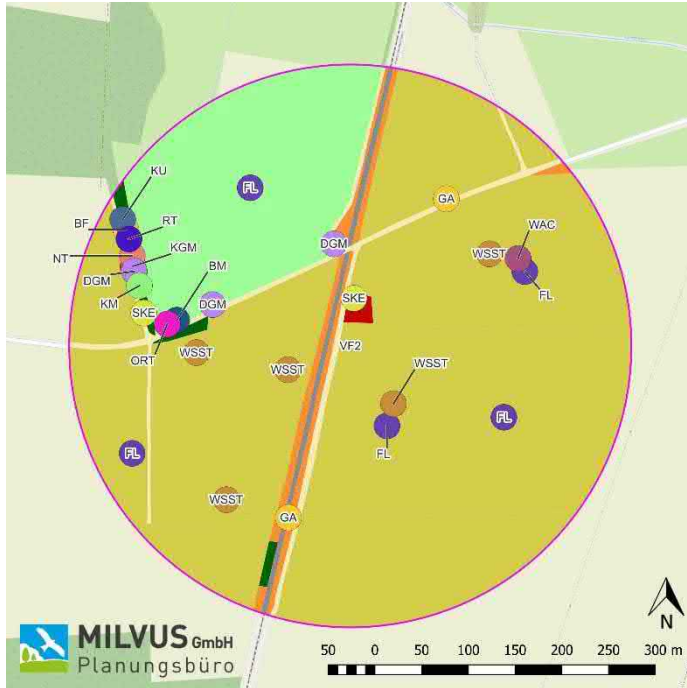 KU
BF
RT
NT
KGM
DGM
BM
KM
SKE
DGM
ORT
FL
DGM
GA
WSST
WAC
FL
SKE
VF2
WSST
WSST
WSST
FL
FL
FL
WSST
GA
MILVUS GmbH
Planungsbüro
N
50 0 50 100 150 200 250 300 m